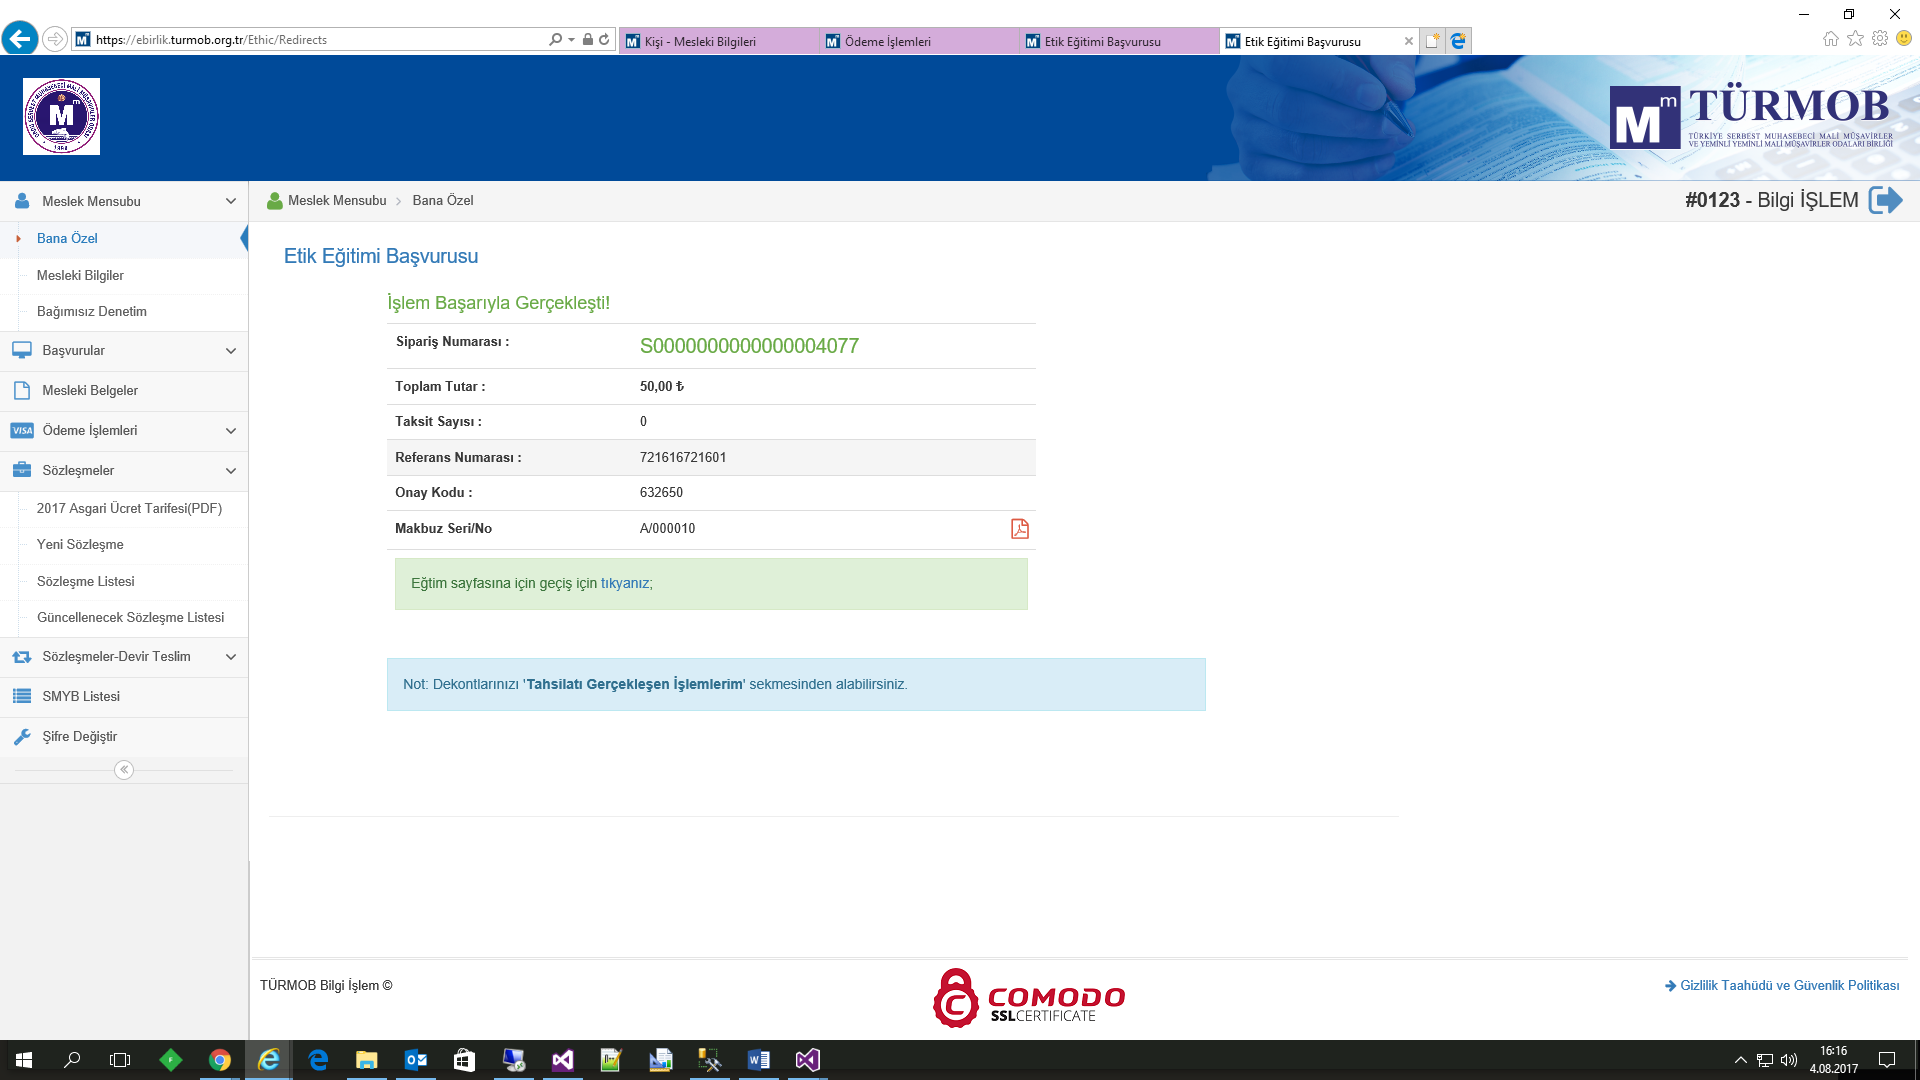 https://ebirlik.turmob.org.tr/Ethic/Redirects
Kişi - Mesleki Bilgileri
Ödeme İşlemleri
Etik Eğitimi Başvurusu
Etik Eğitimi Başvurusu
TÜRMOB
TÜRKİYE SERBEST MUHASEBECİ MALİ MÜŞAVİRLER
VE YEMİNLİ YEMİNLİ MALİ MÜŞAVİRLER ODALARI BİRLİĞİ
Meslek Mensubu
Bana Özel
Mesleki Bilgiler
Bağımısız Denetim
Başvurular
Mesleki Belgeler
VISA Ödeme İşlemleri
Sözleşmeler
2017 Asgari Ücret Tarifesi(PDF)
Yeni Sözleşme
Sözleşme Listesi
Güncellenecek Sözleşme Listesi
Sözleşmeler-Devir Teslim
SMYB Listesi
Şifre Değiştir
Meslek Mensubu > Bana Özel
#0123 - Bilgi İŞLEM
Etik Eğitimi Başvurusu
İşlem Başarıyla Gerçekleşti!
Sipariş Numarası : S0000000000000004077
Toplam Tutar : 50,00 ₺
Taksit Sayısı : 0
Referans Numarası : 721616721601
Onay Kodu : 632650
Makbuz Seri/No A/000010
Eğtim sayfasına için geçiş için tıkyanız;
Not: Dekontlarınızı 'Tahsilatı Gerçekleşen İşlemlerim' sekmesinden alabilirsiniz.
TÜRMOB Bilgi İşlem ©
COMODO
SSLCERTIFICATE
Gizlilik Taahüdü ve Güvenlik Politikası
16:16
4.08.2017